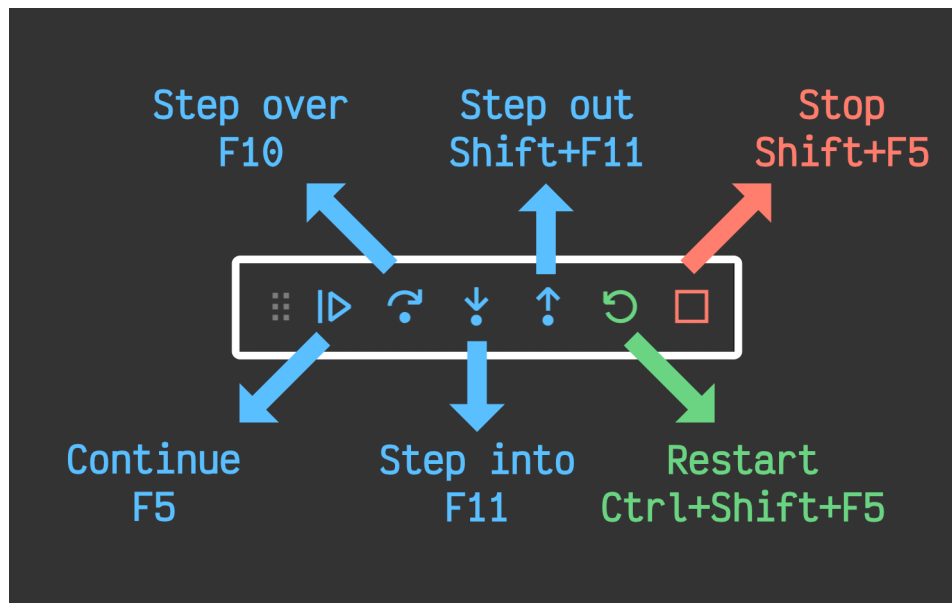 Step over
F10
Step out
Shift+F11
Stop
Shift+F5
Continue
F5
Step into
F11
Restart
Ctrl+Shift+F5